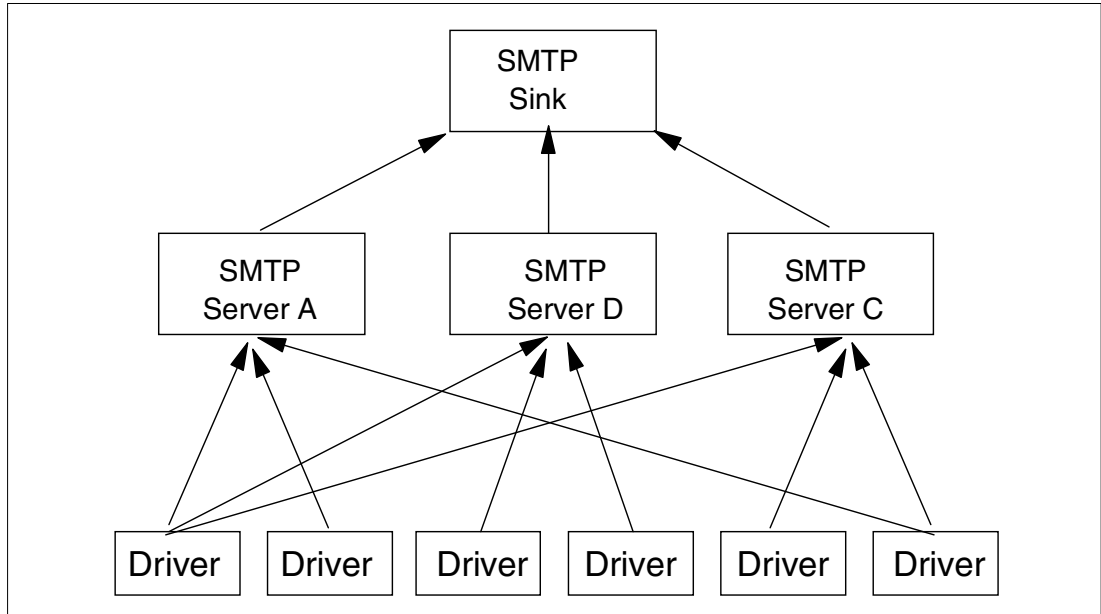 SMTP
Sink
SMTP
Server A
SMTP
Server D
SMTP
Server C
Driver
Driver
Driver
Driver
Driver
Driver